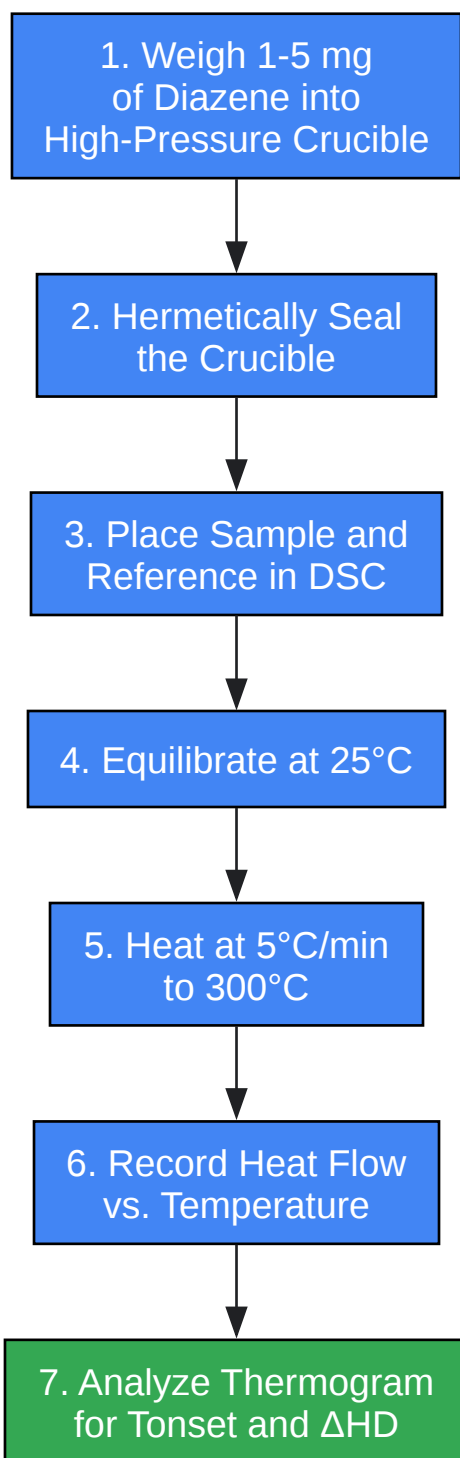 1. Weigh 1-5 mg
of Diazene into
High-Pressure Crucible
2. Hermetically Seal
the Crucible
3. Place Sample and
Reference in DSC
4. Equilibrate at 25°C
5. Heat at 5°C/min
to 300°C
6. Record Heat Flow
vs. Temperature
7. Analyze Thermogram
for Tonset and ΔHD